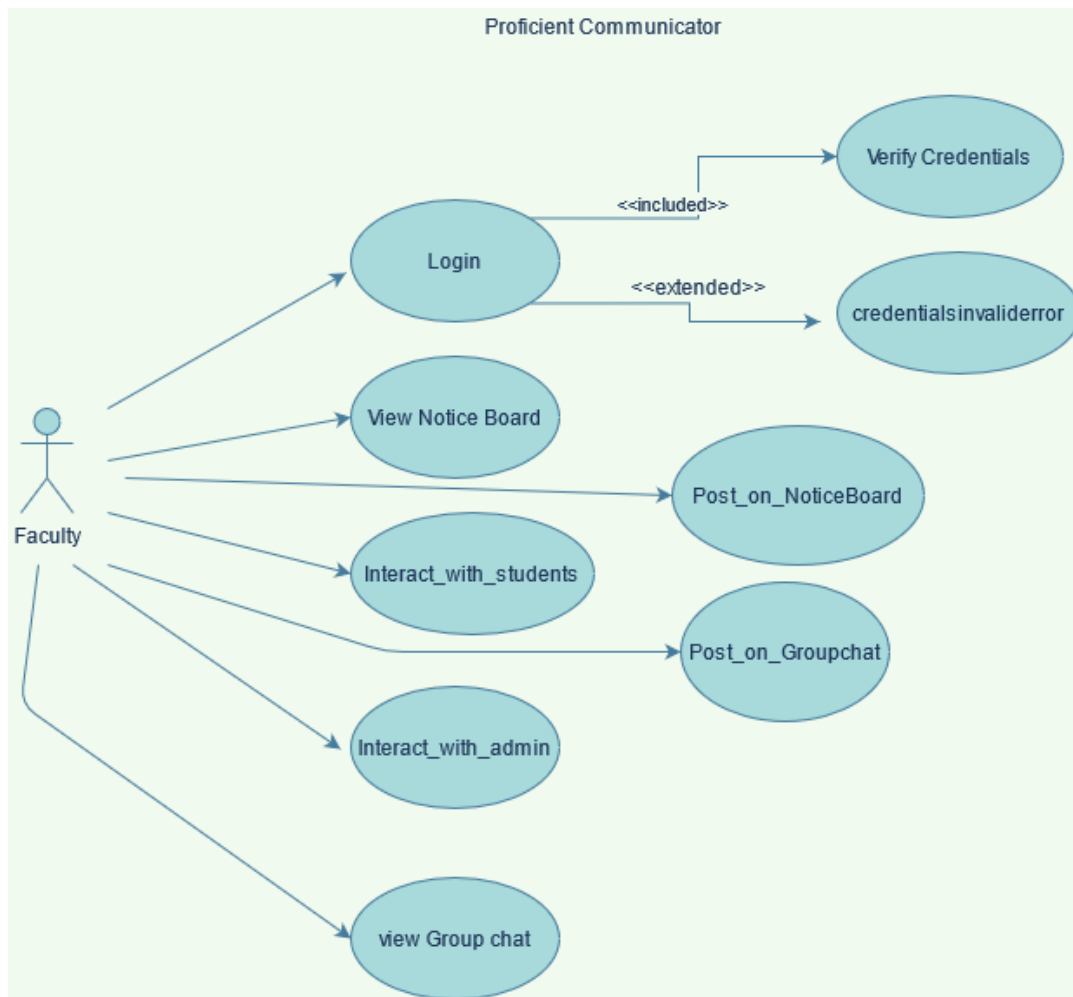 Proficient Communicator
Verify Credentials
<<included>>
Login
<<extended>>
credentialsinvaliderror
View Notice Board
Post_on_NoticeBoard
Faculty
Interact_with_students
Post_on_Groupchat
Interact_with_admin
view Group chat